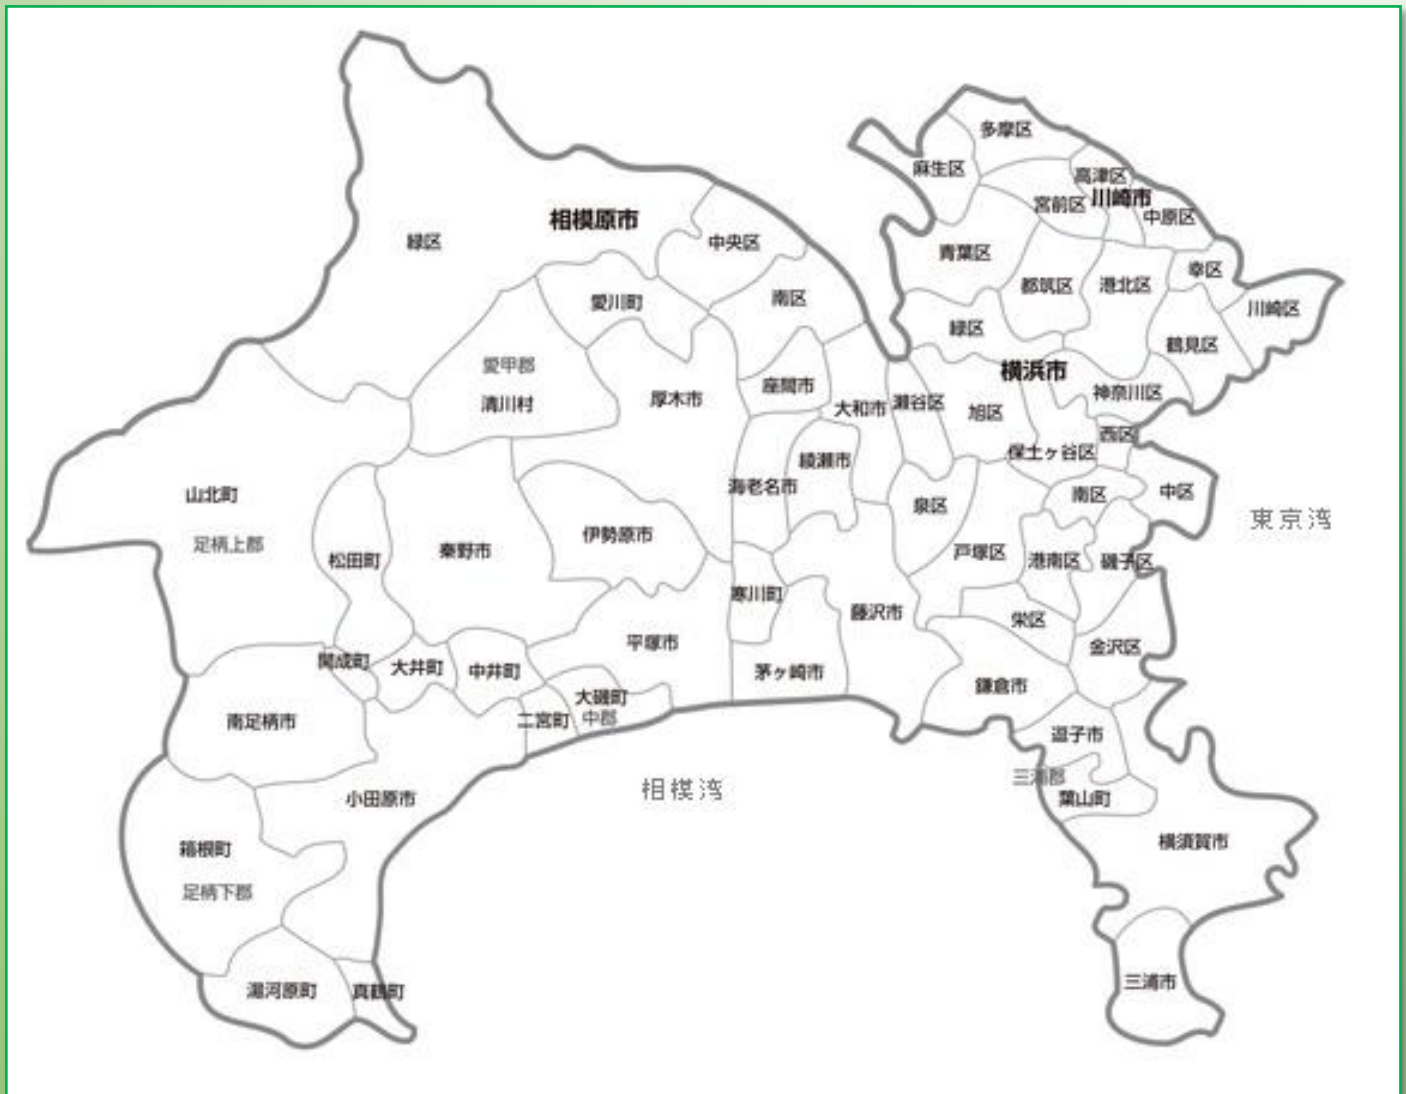 多摩区
麻生区
高津区
川崎市
宮前区
中原区
相模原市
緑区
中央区
青葉区
幸区
都筑区
港北区
南区
愛川町
川崎区
緑区
鶴見区
愛甲郡
清川村
横浜市
座間市
厚木市
神奈川区
大和市
瀬谷区
旭区
西区
保土ヶ谷区
綾瀬市
海老名市
山北町
足柄上郡
南区
中区
泉区
東京湾
伊勢原市
秦野市
松田町
戸塚区
港南区
磯子区
寒川町
藤沢市
栄区
平塚市
金沢区
開成町
大井町
中井町
茅ヶ崎市
鎌倉市
大磯町
中郡
二宮町
南足柄市
逗子市
三浦郡
葉山町
相模湾
小田原市
箱根町
足柄下郡
横須賀市
三浦市
湯河原町
真鶴町